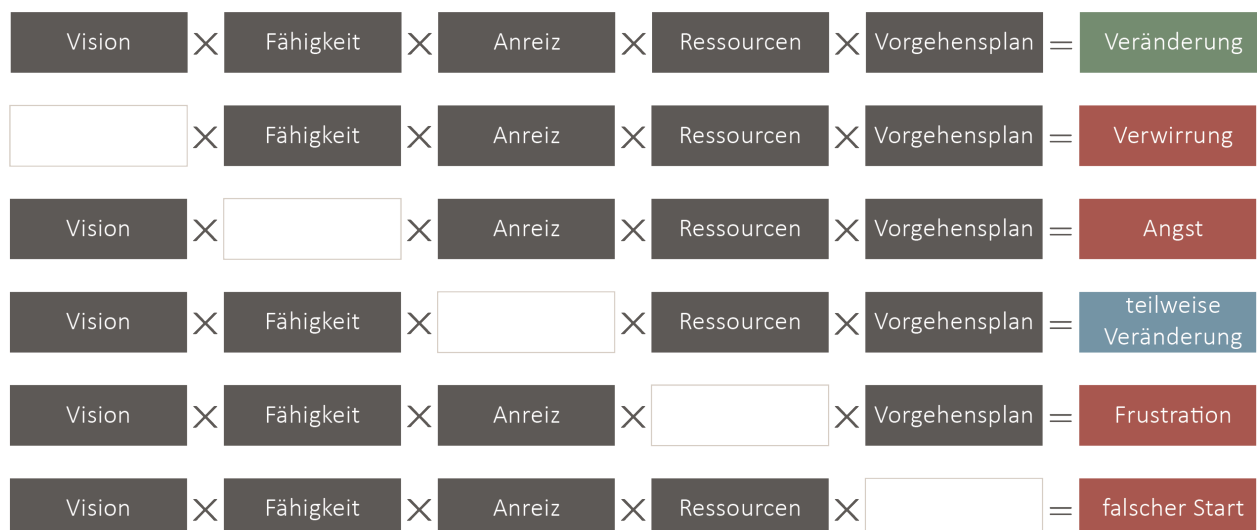 Vision × Fähigkeit × Anreiz × Ressourcen × Vorgehensplan = Veränderung
× Fähigkeit × Anreiz × Ressourcen × Vorgehensplan = Verwirrung
Vision × × Anreiz × Ressourcen × Vorgehensplan = Angst
Vision × Fähigkeit × × Ressourcen × Vorgehensplan = teilweise
Veränderung
Vision × Fähigkeit × Anreiz × × Vorgehensplan = Frustration
Vision × Fähigkeit × Anreiz × Ressourcen × = falscher Start